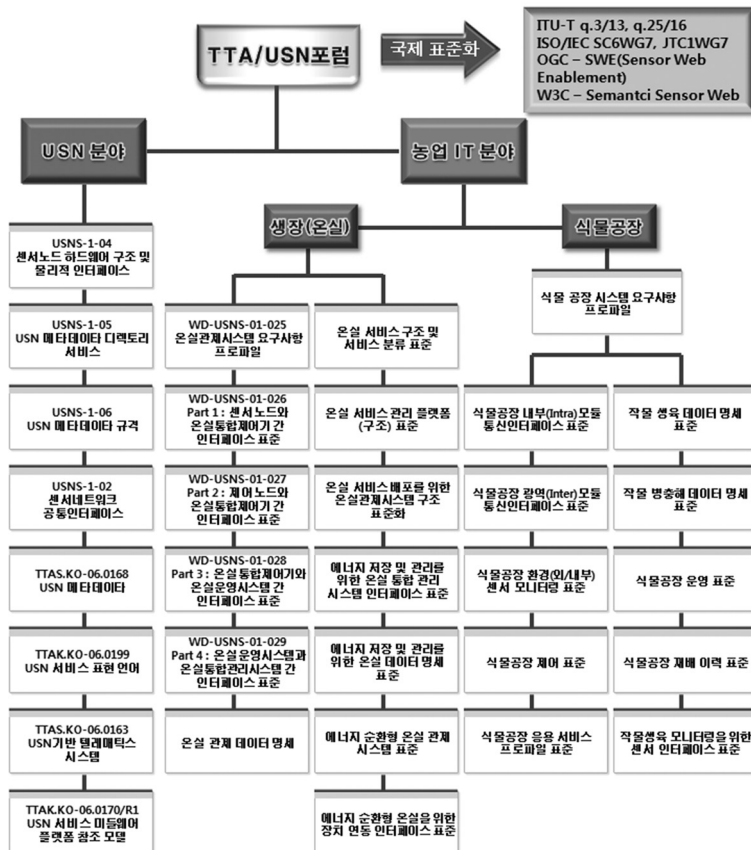 TTA/USN포럼
국제 표준화
ITU-T q.3/13, q.25/16
ISO/IEC SC6WG7, JTC1WG7
OGC – SWE(Sensor Web
Enablement)
W3C – Semantci Sensor Web
USN 분야
농업 IT 분야
USNS-1-04
센서노드 하드웨어 구조 및
물리적 인터페이스
USNS-1-05
USN 메타데이타 디렉토리
서비스
USNS-1-06
USN 메타데이타 규격
USNS-1-02
센서네트워크
공통인터페이스
TTAS.KO-06.0168
USN 메타데이타
TTAK.KO-06.0199
USN 서비스 표현 언어
TTAS.KO-06.0163
USN기반 텔레매틱스
시스템
TTAK.KO-06.0170/R1
USN 서비스 미들웨어
플랫폼 참조 모델
생장(온실)
WD-USNS-01-025
온실관제시스템 요구사항
프로파일
WD-USNS-01-026
Part 1 : 센서노드와
온실통합제어기 간
인터페이스 표준
WD-USNS-01-027
Part 2 : 제어노드와
온실통합제어기 간
인터페이스 표준
WD-USNS-01-028
Part 3 : 온실통합제어기와
온실운영시스템 간
인터페이스 표준
WD-USNS-01-029
Part 4 : 온실운영시스템과
온실통합관리시스템 간
인터페이스 표준
온실 관제 데이터 명세
온실 서비스 구조 및
서비스 분류 표준
온실 서비스 관리 플랫폼
(구조) 표준
온실 서비스 배포를 위한
온실관제시스템 구조
표준화
에너지 저장 및 관리를
위한 온실 통합 관리
시스템 인터페이스 표준
에너지 저장 및 관리를
위한 온실 데이터 명세
표준
에너지 순환형 온실 관제
시스템 표준
에너지 순환형 온실을 위한
장치 연동 인터페이스 표준
식물공장
식물 공장 시스템 요구사항
프로파일
식물공장 내부(Intra) 모듈
통신인터페이스 표준
식물공장 광역(Inter) 모듈
통신인터페이스 표준
식물공장 환경(외/내부)
센서 모니터링 표준
식물공장 제어 표준
식물공장 응용 서비스
프로파일 표준
작물 생육 데이터 명세
표준
작물 병충해 데이터 명세
표준
식물공장 운영 표준
식물공장 재배 이력 표준
작물생육 모니터링을 위한
센서 인터페이스 표준